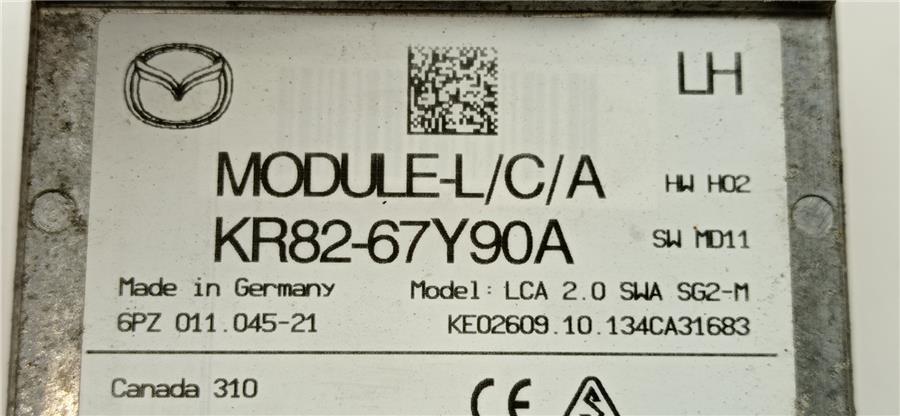 LH
MODULE-L/C/A
HW H02
KR82-67Y90A
SW MD11
Made in Germany
Model: LCA 2.0 SWA SG2-M
6PZ 011.045-21
KE02609.10.134CA31683
Canada 310
CE